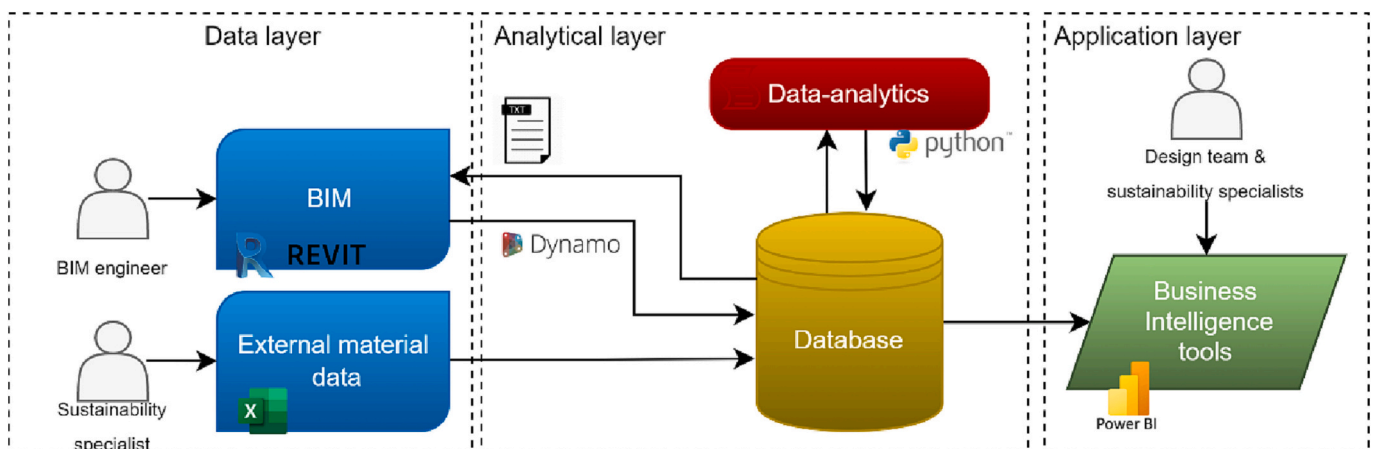 Data layer
Analytical layer
Application layer
TXT
Data-analytics
python™
Design team &
sustainability specialists
BIM
REVIT
BIM engineer
Dynamo
External material
data
X
Sustainability
specialist
Database
Business
Intelligence
tools
Power BI